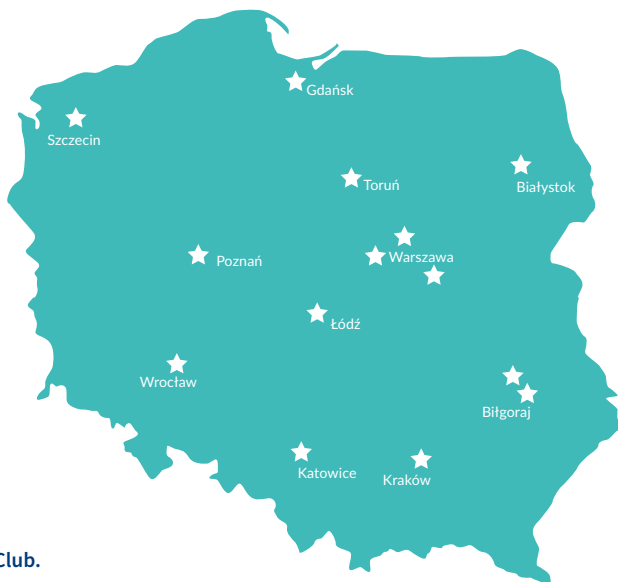 Gdańsk
Szczecin
Toruń
Białystok
Warszawa
Poznań
Łódź
Wrocław
Biłgoraj
Katowice
Kraków
Club.